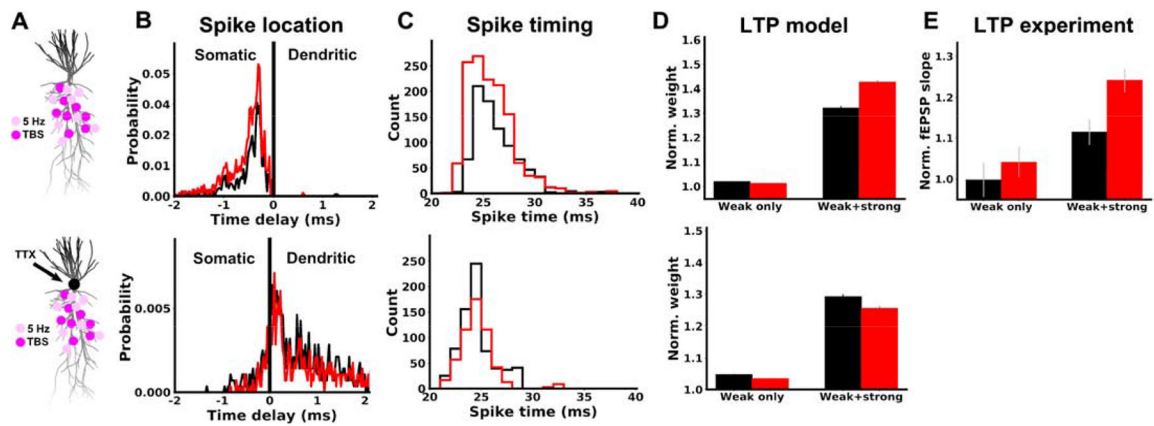 A
5 Hz
TBS
B Spike location
Somatic Dendritic
Probability
0.05
0.04
0.02
0.01
0.00
-2 -1 0 1 2
Time delay (ms)
C Spike timing
Count
250
200
150
100
50
0
20 25 30 35 40
Spike time (ms)
D LTP model
Norm. weight
1.6
1.5
1.4
1.3
1.2
1.1
1.0
Weak only Weak+strong
E LTP experiment
Norm. fEPSP slope
1.3
1.2
1.1
1.0
Weak only Weak+strong
TTX
5 Hz
TBS
Somatic Dendritic
Probability
0.005
0.000
-2 -1 0 1 2
Time delay (ms)
Count
250
200
150
100
50
0
20 25 30 35 40
Spike time (ms)
Norm. weight
1.5
1.4
1.3
1.2
1.1
1.0
Weak only Weak+strong